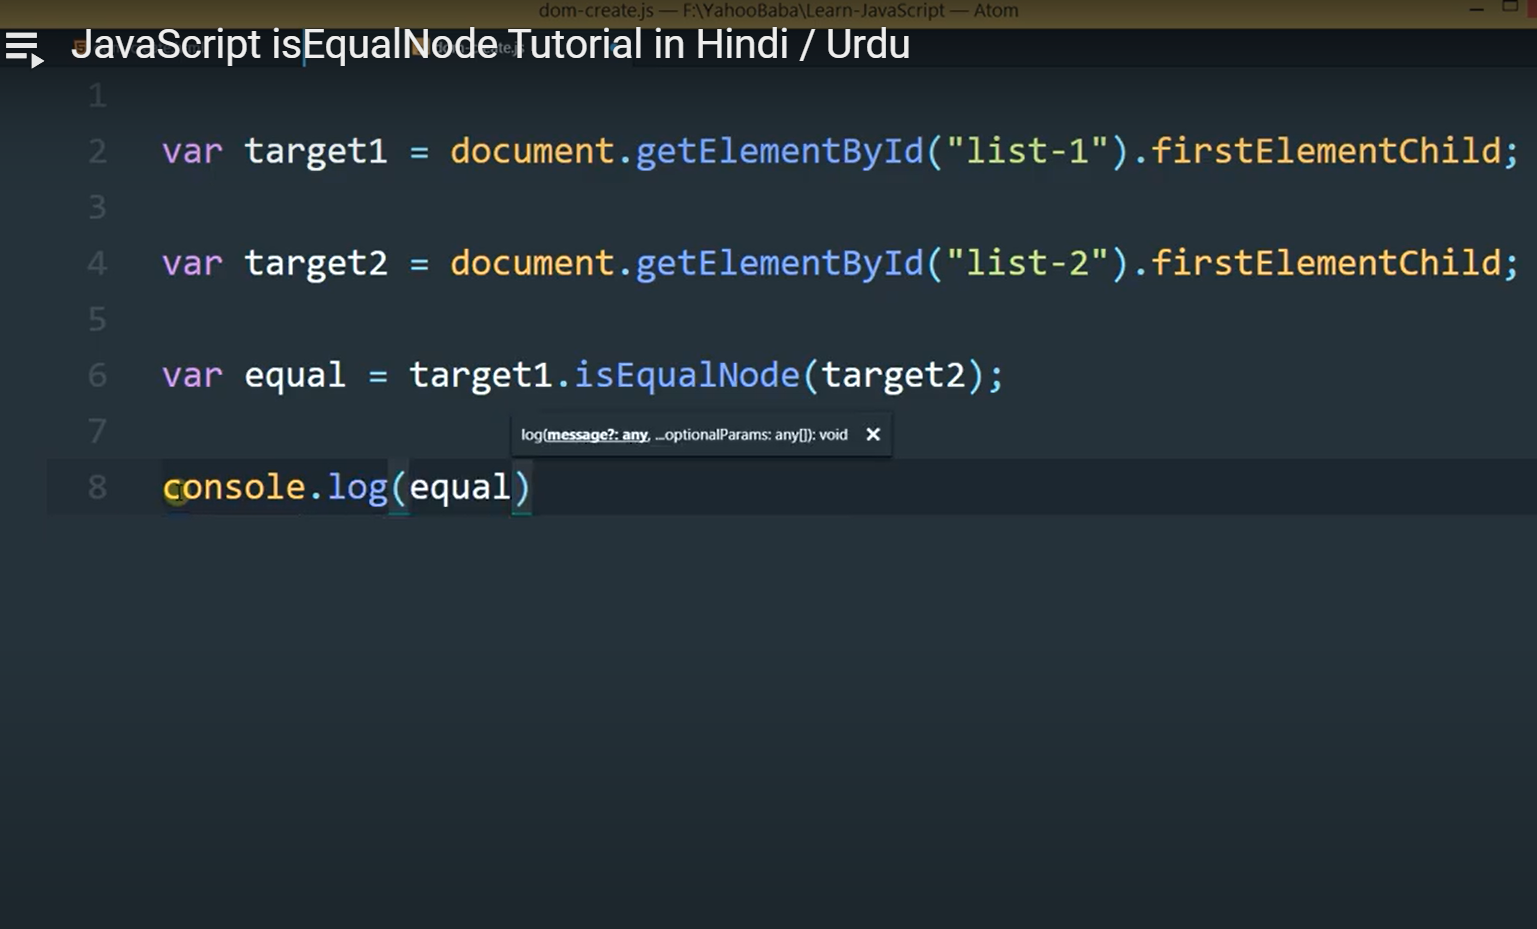 dom-create.js — F:\YahooBaba\Learn-JavaScript — Atom
JavaScript isEqualNode Tutorial in Hindi / Urdu
1
2 var target1 = document.getElementById("list-1").firstElementChild;
3
4 var target2 = document.getElementById("list-2").firstElementChild;
5
6 var equal = target1.isEqualNode(target2);
7
log(message?: any, ...optionalParams: any[]): void
8 console.log(equal)